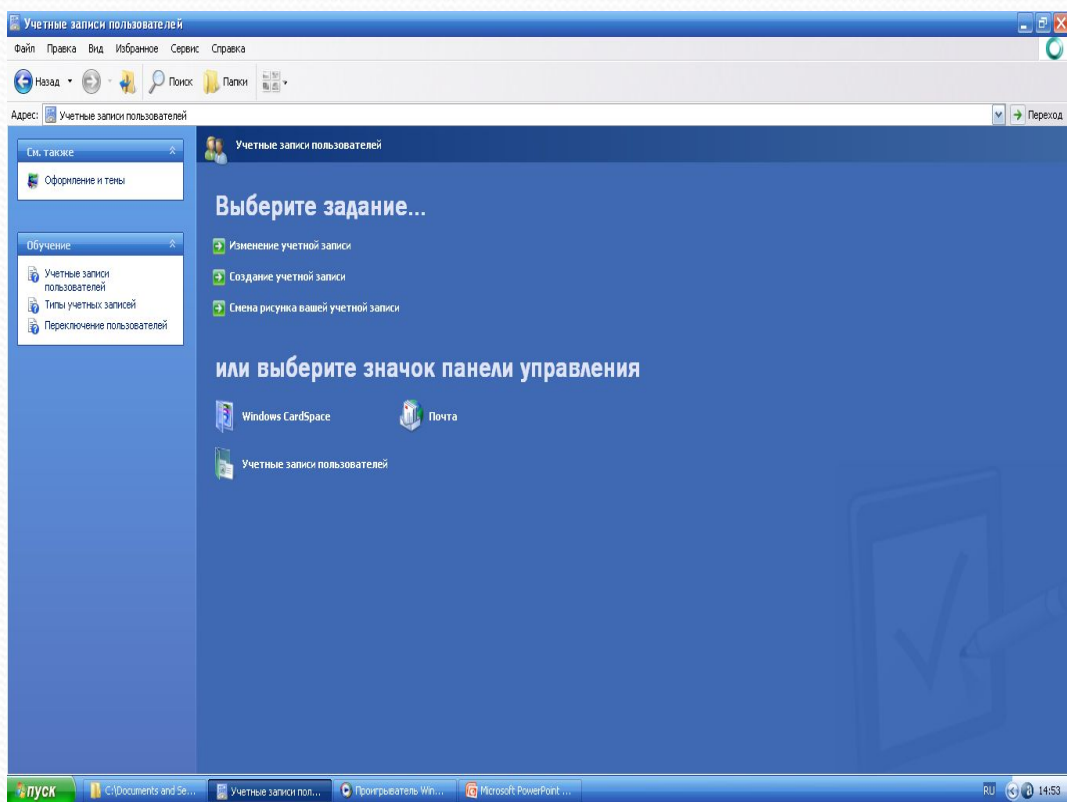 Учетные записи пользователей
Файл Правка Вид Избранное Сервис Справка
Назад Поиск Папки
Адрес: Учетные записи пользователей Переход
См. также
Оформление и темы
Обучение
Учетные записи
пользователей
Типы учетных записей
Переключение пользователей
Учетные записи пользователей
Выберите задание...
Изменение учетной записи
Создание учетной записи
Смена рисунка вашей учетной записи
или выберите значок панели управления
Windows CardSpace Почта
Учетные записи пользователей
пуск C:\Documents and Se... Учетные записи пол... Проигрыватель Win... Microsoft PowerPoint ... RU 14:53